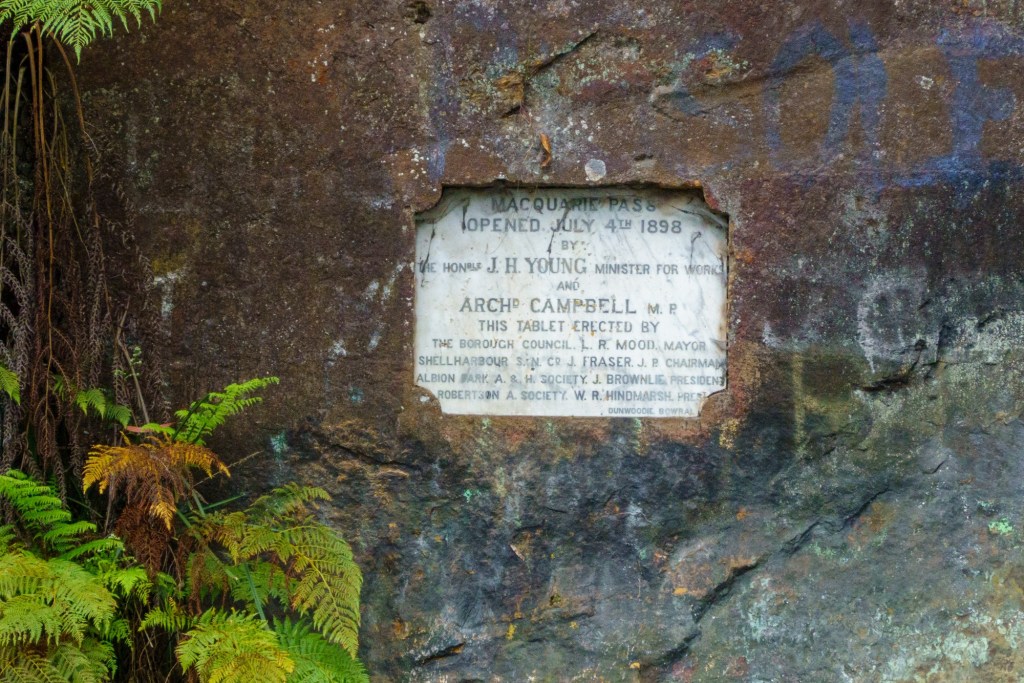 MACQUARIE PASS
OPENED JULY 4TH 1898
BY
THE HONBLE J. H. YOUNG MINISTER FOR WORKS
AND
ARCHD CAMPBELL M. P.
THIS TABLET ERECTED BY
THE BOROUGH COUNCIL. L. R. MOOD. MAYOR
SHELLHARBOUR S. N. CO J. FRASER. J. P. CHAIRMAN
ALBION PARK A. & H. SOCIETY. J. BROWNLIE. PRESIDENT
ROBERTSON A. SOCIETY. W. R. HINDMARSH. PREST
DUNWOODIE. BOWRAL